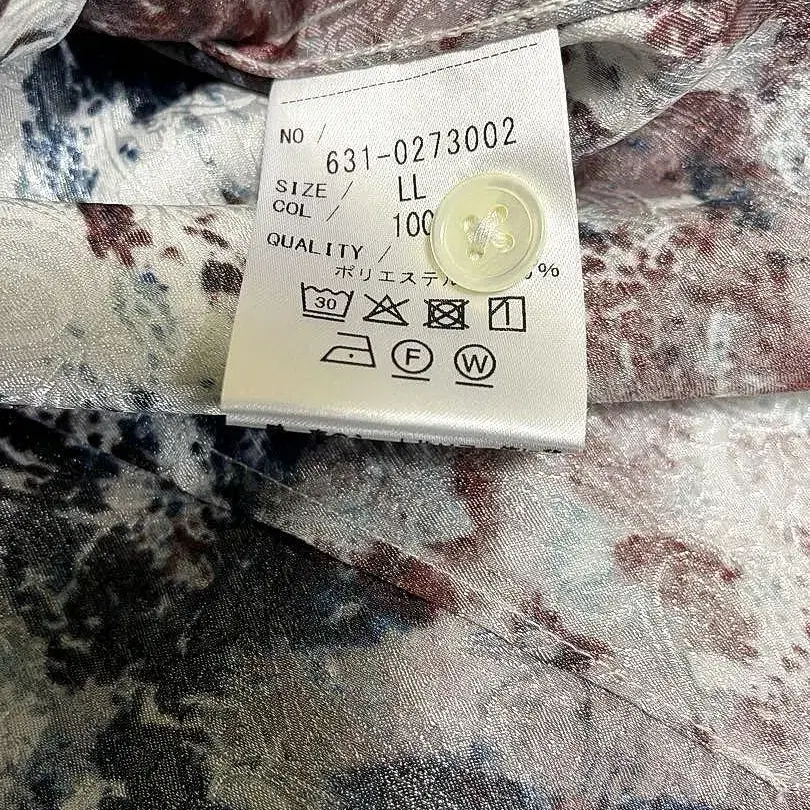 NO / 631-0273002
SIZE / LL
COL / 100
QUALITY /
ポリエステル %
30
F W